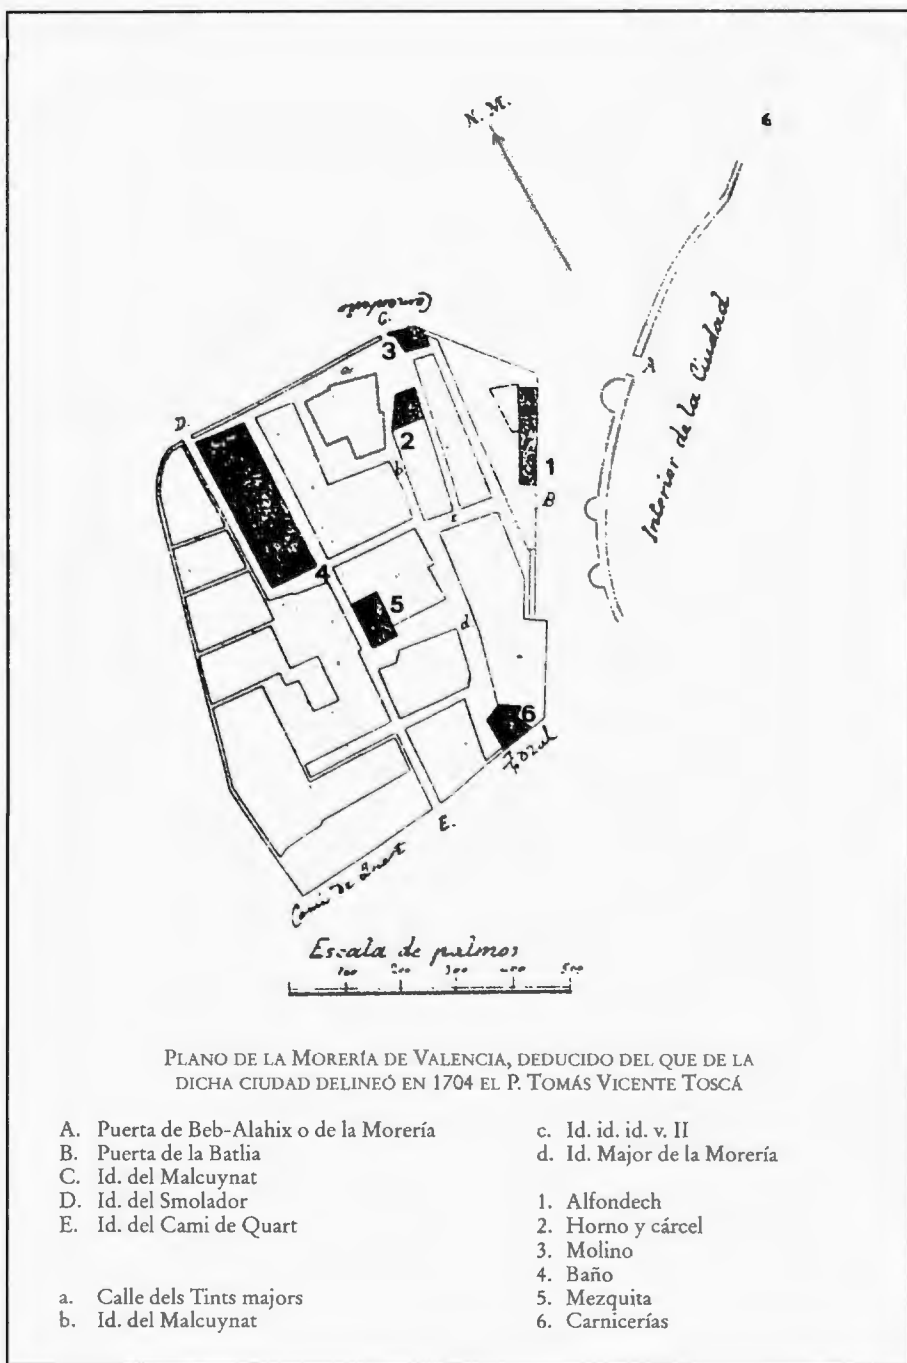 N. M.
6
Camantuito
C.
3
a
D.
2
b
1
B
A
Interior de la Ciudad
c
4
5
d
6
Fozul
E.
Cami de Quart
Escala de palmos
100 200 300 400 500
PLANO DE LA MORERÍA DE VALENCIA, DEDUCIDO DEL QUE DE LA
DICHA CIUDAD DELINEÓ EN 1704 EL P. TOMÁS VICENTE TOSCÁ
A. Puerta de Beb-Alahix o de la Morería
B. Puerta de la Batlia
C. Id. del Malcuynat
D. Id. del Smolador
E. Id. del Cami de Quart
a. Calle dels Tints majors
b. Id. del Malcuynat
c. Id. id. id. v. II
d. Id. Major de la Morería
1. Alfondech
2. Horno y cárcel
3. Molino
4. Baño
5. Mezquita
6. Carnicerías